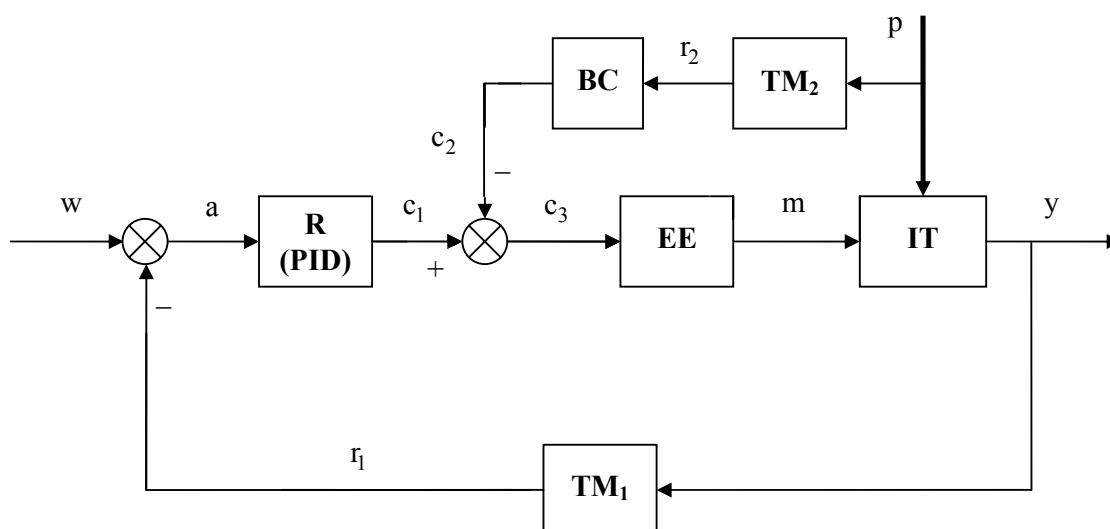 p
r₂
BC
TM₂
c₂
−
w
a
R
(PID)
c₁
+
c₃
EE
m
IT
y
−
r₁
TM₁